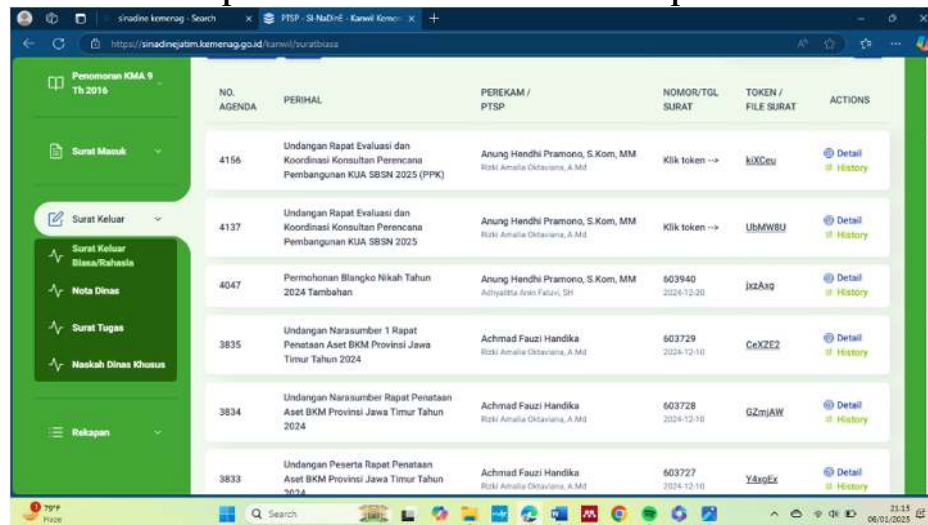 sinadine kemenag - Search
PTSP - SI-NaDinE - Kanwil Kemen
https://sinadinejatim.kemenag.go.id/kanwil/suratbiasa
Penomoran KMA 9
Th 2016
Surat Masuk
Surat Keluar
Surat Keluar
Biasa/Rahasia
Nota Dinas
Surat Tugas
Naskah Dinas Khusus
Rekapan
NO.
AGENDA
PERIHAL
PEREKAM /
PTSP
NOMOR/TGL
SURAT
TOKEN /
FILE SURAT
ACTIONS
4156
Undangan Rapat Evaluasi dan
Koordinasi Konsultan Perencana
Pembangunan KUA SBSN 2025 (PPK)
Anung Hendhi Pramono, S.Kom, MM
Rizki Amalia Oktaviana, A.Md
Klik token -->
kiXCeu
Detail
History
4137
Undangan Rapat Evaluasi dan
Koordinasi Konsultan Perencana
Pembangunan KUA SBSN 2025
Anung Hendhi Pramono, S.Kom, MM
Rizki Amalia Oktaviana, A.Md
Klik token -->
UbMW8U
Detail
History
4047
Permohonan Blangko Nikah Tahun
2024 Tambahan
Anung Hendhi Pramono, S.Kom, MM
603940
2024-12-20
jxzAxg
Detail
History
3835
Undangan Narasumber 1 Rapat
Penataan Aset BKM Provinsi Jawa
Timur Tahun 2024
Achmad Fauzi Handika
Rizki Amalia Oktaviana, A.Md
603729
2024-12-10
CeXZE2
Detail
History
3834
Undangan Narasumber Rapat Penataan
Aset BKM Provinsi Jawa Timur Tahun
2024
Achmad Fauzi Handika
Rizki Amalia Oktaviana, A.Md
603728
2024-12-10
GZmjAW
Detail
History
3833
Undangan Peserta Rapat Penataan
Aset BKM Provinsi Jawa Timur Tahun
2024
Achmad Fauzi Handika
Rizki Amalia Oktaviana, A.Md
603727
2024-12-10
Y4xgEx
Detail
History
79°F
Haze
Search
21:15
06/01/2025